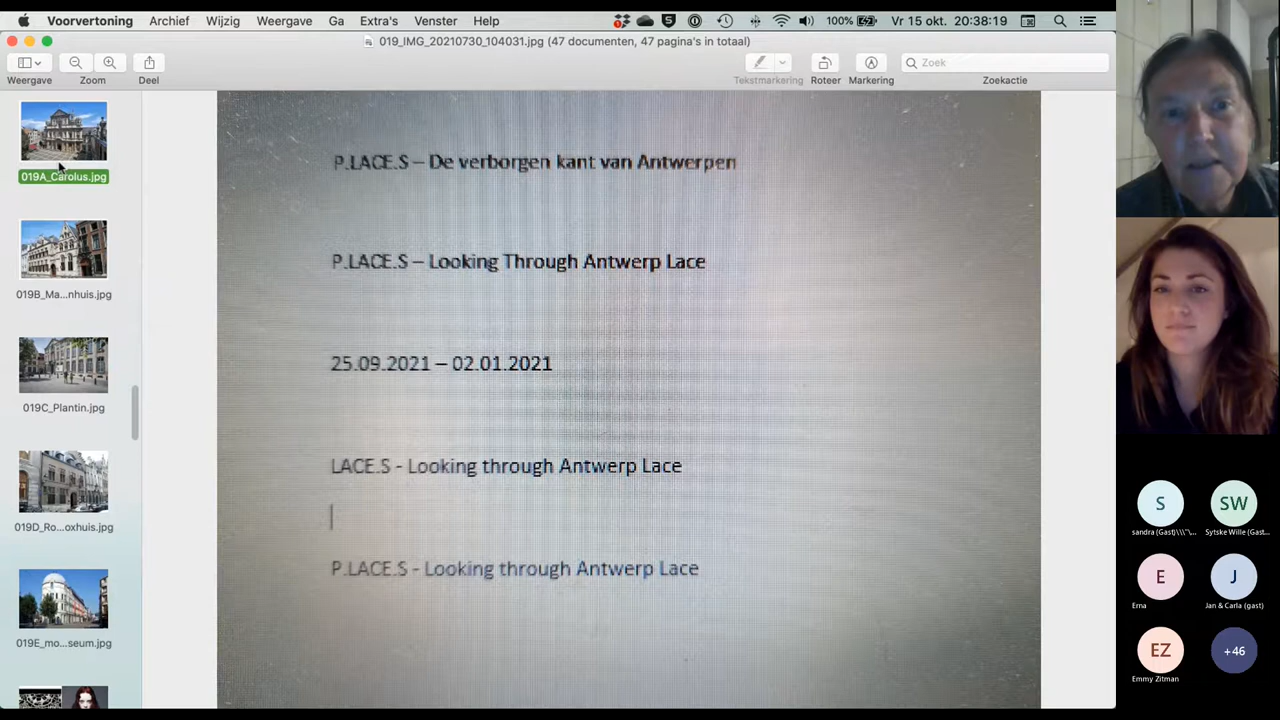 Voorvertoning Archief Wijzig Weergave Ga Extra's Venster Help 100% Vr 15 okt. 20:38:19
019_IMG_20210730_104031.jpg (47 documenten, 47 pagina's in totaal)
Zoek
Weergave Zoom Deel Tekstmarkering Roteer Markering Zoekactie
019A_Carolus.jpg
019B_Ma...nhuis.jpg
019C_Plantin.jpg
019D_Ro...oxhuis.jpg
019E_mo...seum.jpg
P.LACE.S – De verborgen kant van Antwerpen
P.LACE.S – Looking Through Antwerp Lace
25.09.2021 – 02.01.2021
LACE.S - Looking through Antwerp Lace
P.LACE.S - Looking through Antwerp Lace
S SW
sandra (Gast)\\\"\... Sytske Wille (Gast...
E J
Erna Jan & Carla (gast)
EZ +46
Emmy Zitman